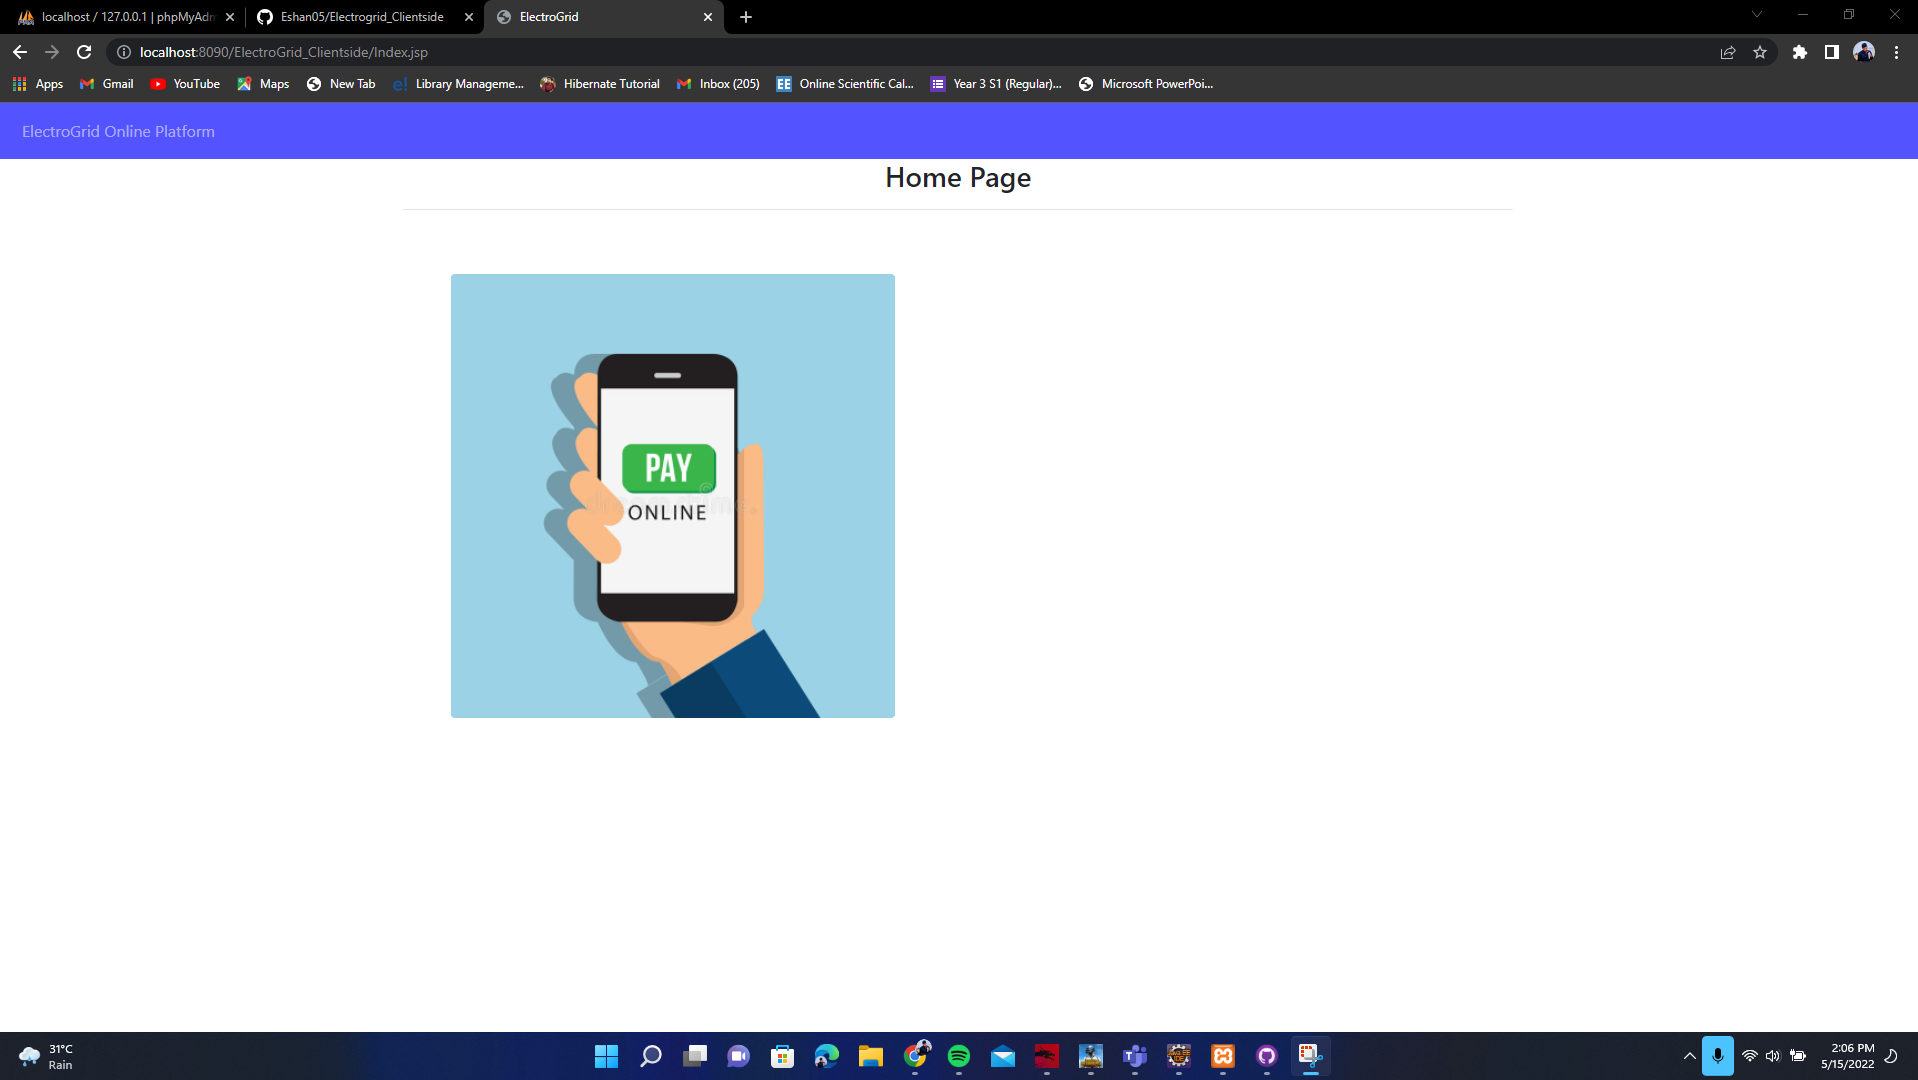 localhost / 127.0.0.1 | phpMyAdm
Eshan05/Electrogrid_Clientside
ElectroGrid
localhost:8090/ElectroGrid_Clientside/Index.jsp
Apps
Gmail
YouTube
Maps
New Tab
Library Manageme...
Hibernate Tutorial
Inbox (205)
EE
Online Scientific Cal...
Year 3 S1 (Regular)...
Microsoft PowerPoi...
ElectroGrid Online Platform
Home Page
PAY
ONLINE
31°C
Rain
2:06 PM
5/15/2022